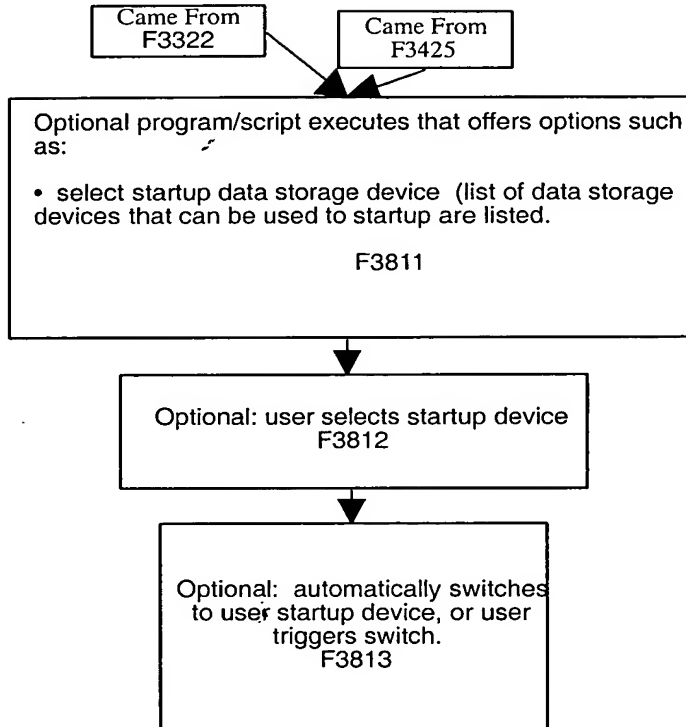 Came From
F3322
Came From
F3425
Optional program/script executes that offers options such
as:
• select startup data storage device (list of data storage
devices that can be used to startup are listed.
F3811
Optional: user selects startup device
F3812
Optional: automatically switches
to user startup device, or user
triggers switch.
F3813